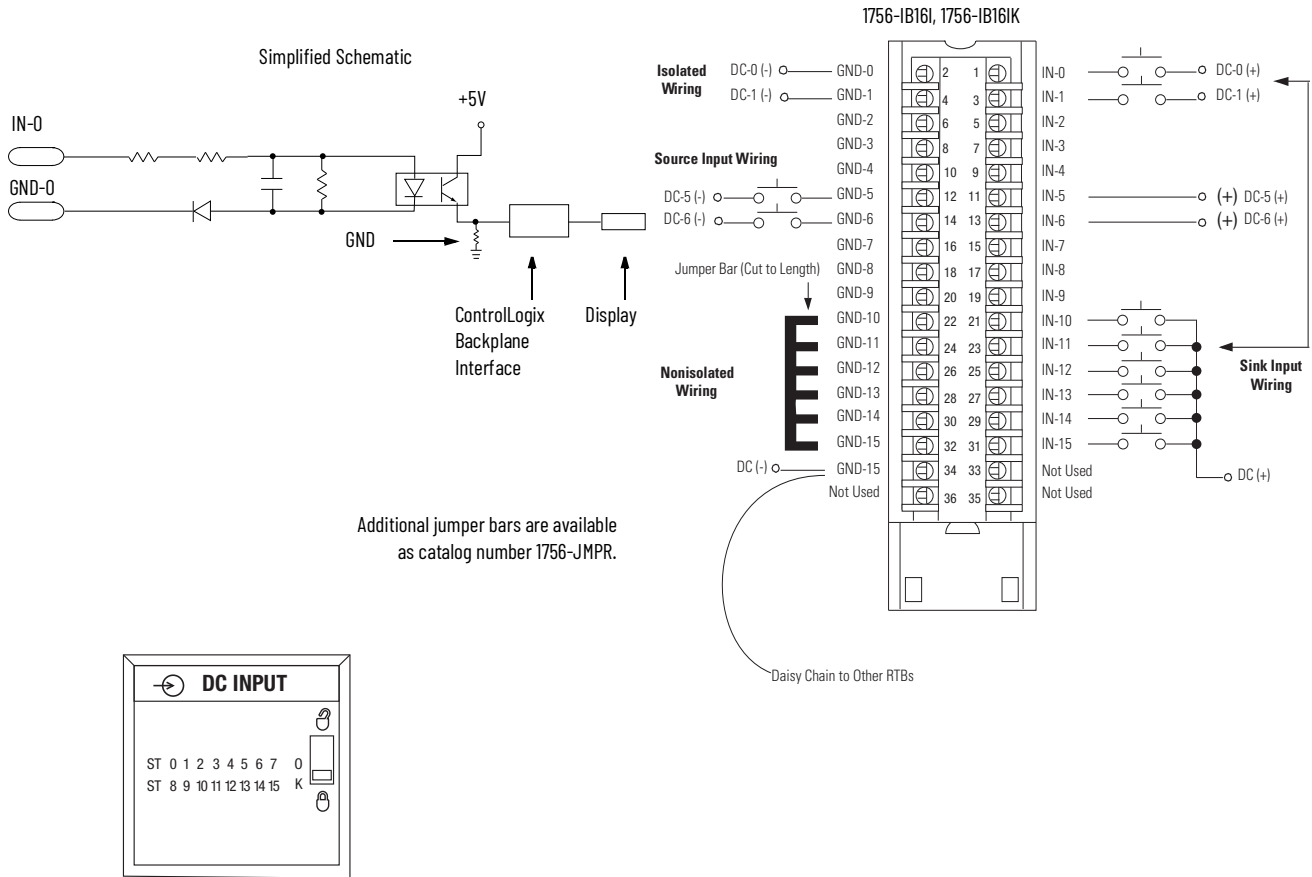 1756-IB16I, 1756-IB16IK
Simplified Schematic
+5V
IN-0
GND-0
GND
ControlLogix
Backplane
Interface
Display
Isolated
Wiring
DC-0 (-)
DC-1 (-)
Source Input Wiring
DC-5 (-)
DC-6 (-)
Jumper Bar (Cut to Length)
Nonisolated
Wiring
DC (-)
GND-0 2 1 IN-0
GND-1 4 3 IN-1
GND-2 6 5 IN-2
GND-3 8 7 IN-3
GND-4 10 9 IN-4
GND-5 12 11 IN-5
GND-6 14 13 IN-6
GND-7 16 15 IN-7
GND-8 18 17 IN-8
GND-9 20 19 IN-9
GND-10 22 21 IN-10
GND-11 24 23 IN-11
GND-12 26 25 IN-12
GND-13 28 27 IN-13
GND-14 30 29 IN-14
GND-15 32 31 IN-15
GND-15 34 33 Not Used
Not Used 36 35 Not Used
DC-0 (+)
DC-1 (+)
(+) DC-5 (+)
(+) DC-6 (+)
Sink Input
Wiring
DC (+)
Additional jumper bars are available
as catalog number 1756-JMPR.
Daisy Chain to Other RTBs
DC INPUT
ST 0 1 2 3 4 5 6 7 O
ST 8 9 10 11 12 13 14 15 K